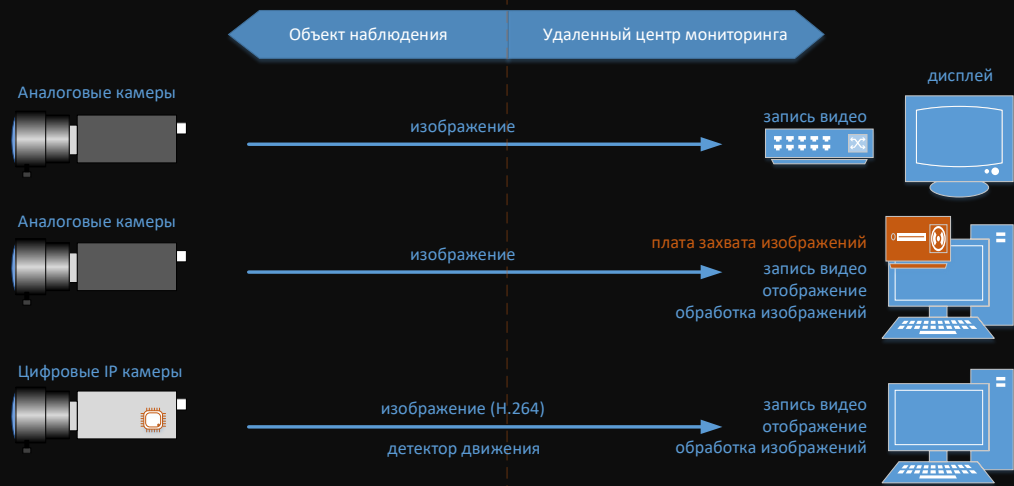 Объект наблюдения
Удаленный центр мониторинга
дисплей
Аналоговые камеры
изображение
запись видео
Аналоговые камеры
изображение
плата захвата изображений
запись видео
отображение
обработка изображений
Цифровые IP камеры
изображение (H.264)
детектор движения
запись видео
отображение
обработка изображений